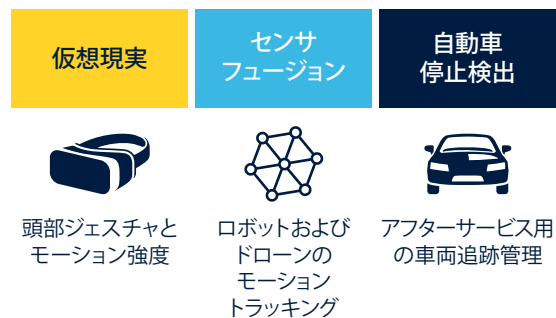 仮想現実
センサ
フュージョン
自動車
停止検出
頭部ジェスチャと
モーション強度
ロボットおよび
ドローンの
モーション
トラッキング
アフターサービス用
の車両追跡管理